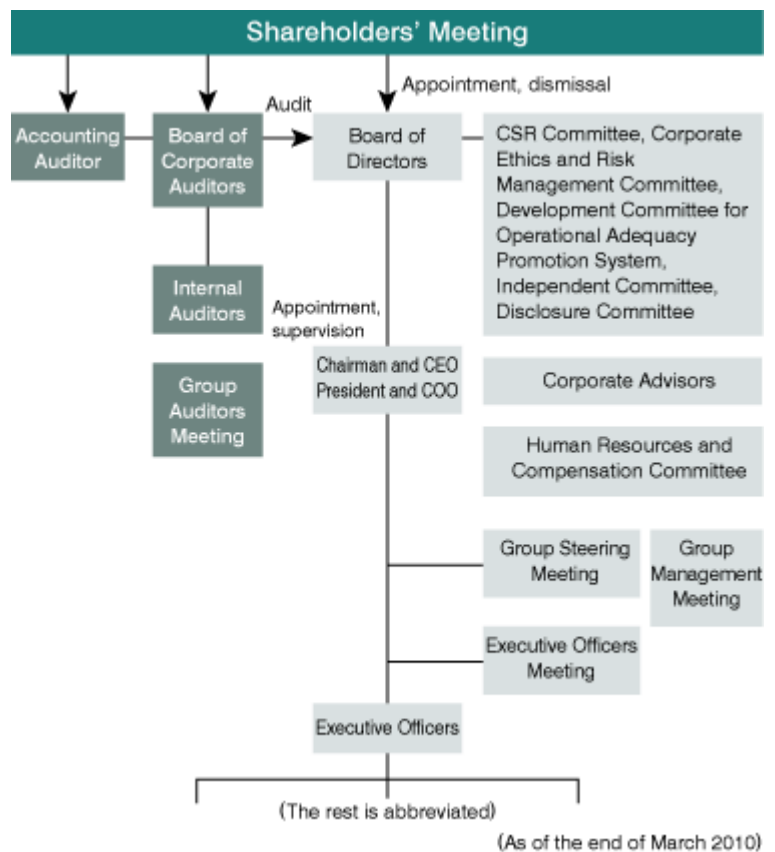 Shareholders' Meeting
Appointment, dismissal
Audit
Accounting
Auditor
Board of
Corporate
Auditors
Board of
Directors
CSR Committee, Corporate
Ethics and Risk
Management Committee,
Development Committee for
Operational Adequacy
Promotion System,
Independent Committee,
Disclosure Committee
Internal
Auditors
Appointment,
supervision
Group
Auditors
Meeting
Chairman and CEO
President and COO
Corporate Advisors
Human Resources and
Compensation Committee
Group Steering
Meeting
Group
Management
Meeting
Executive Officers
Meeting
Executive Officers
(The rest is abbreviated)
(As of the end of March 2010)